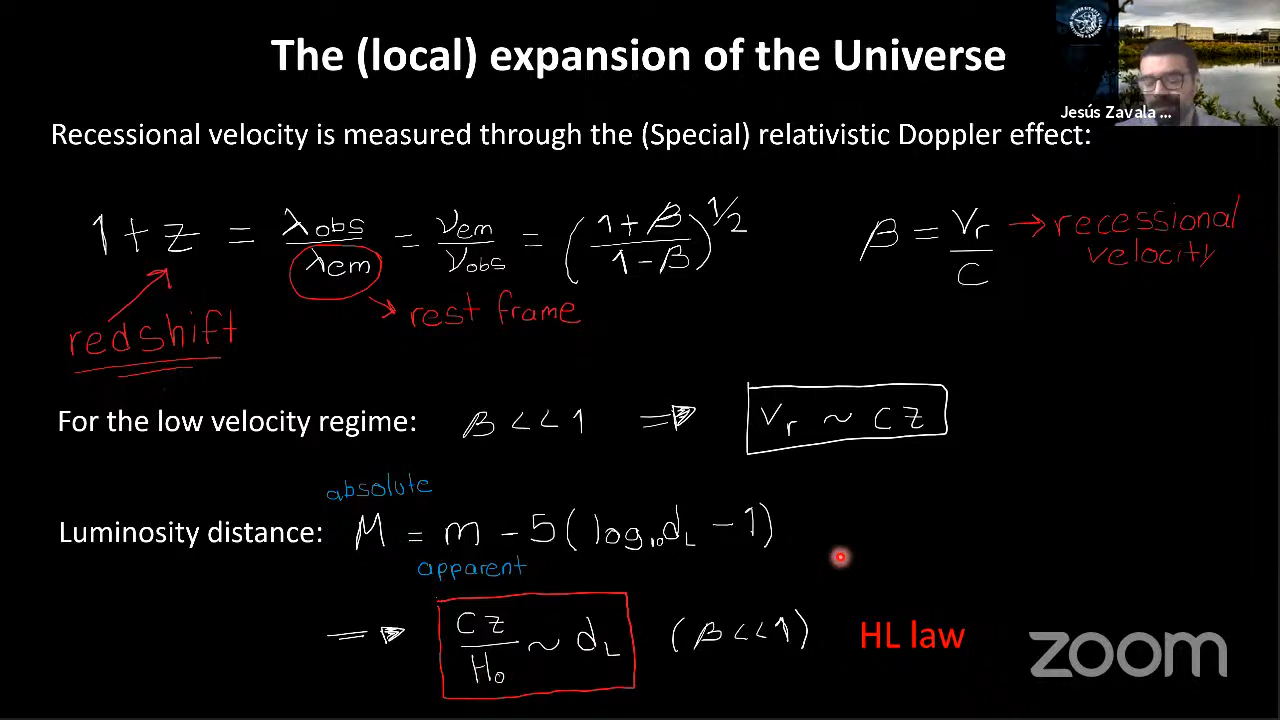 The (local) expansion of the Universe
Jesús Zavala ...
Recessional velocity is measured through the (Special) relativistic Doppler effect:
1 + z = λobs / λem = νem / νobs = (1 + β / 1 - β)^1/2
β = Vr / c → recessional velocity
redshift
rest frame
For the low velocity regime: β << 1 ⇒ Vr ~ cz
absolute
Luminosity distance: M = m - 5 (log10 dL - 1)
apparent
⇒ cz / H0 ~ dL (β << 1) HL law
zoom